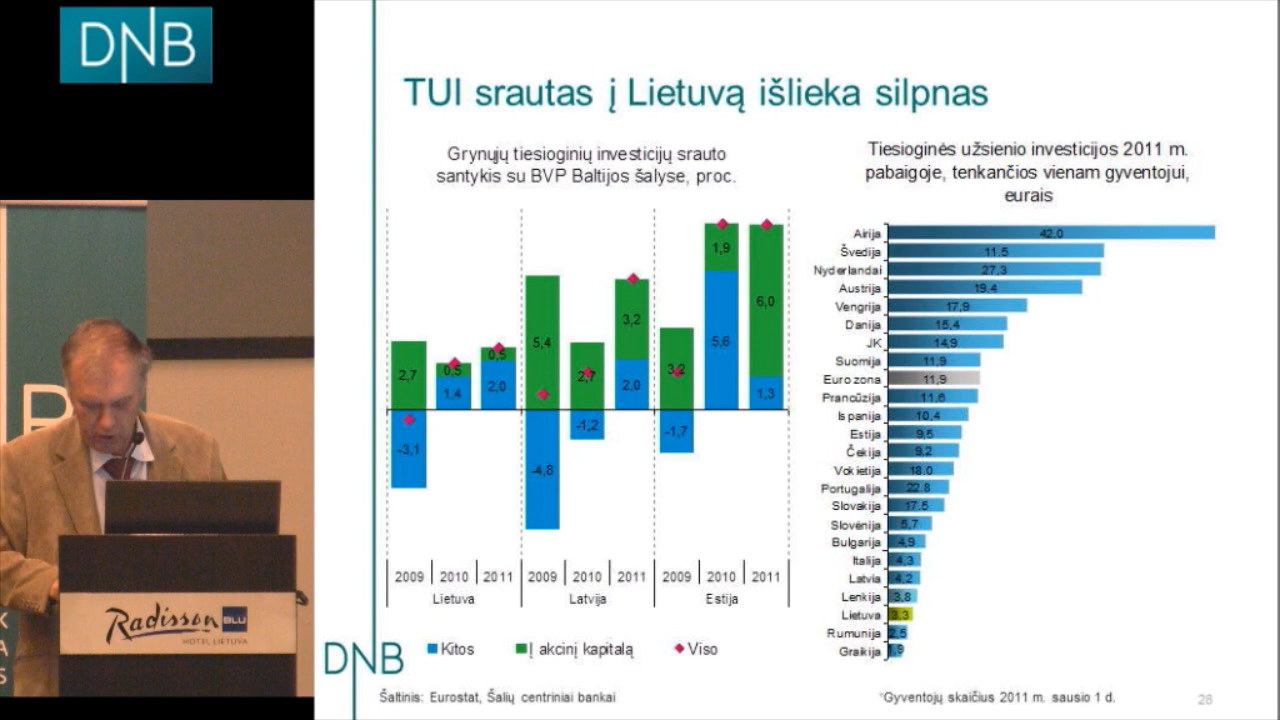 DNB
TUI srautas į Lietuvą išlieka silpnas
Grynųjų tiesioginių investicijų srauto
santykis su BVP Baltijos šalyse, proc.
2,7
-3,1
0,5
1,4
0,5
2,0
5,4
-4,8
2,7
-1,2
3,2
2,0
3,2
-1,7
1,9
5,6
6,0
1,3
2009 2010 2011 2009 2010 2011 2009 2010 2011
Lietuva Latvija Estija
Kitos Į akcinį kapitalą Viso
Tiesioginės užsienio investicijos 2011 m.
pabaigoje, tenkančios vienam gyventojui,
eurais
Airija 42,0
Švedija 11,5
Nyderlandai 27,3
Austrija 19,4
Vengrija 17,9
Danija 15,4
JK 14,9
Suomija 11,9
Euro zona 11,9
Prancūzija 11,6
Ispanija 10,4
Estija 9,5
Čekija 9,2
Vokietija 18,0
Portugalija 22,8
Slovakija 17,5
Slovėnija 5,7
Bulgarija 4,9
Italija 4,3
Latvia 4,2
Lenkija 3,8
Lietuva 3,3
Rumunija 2,5
Graikija 1,9
DNB
Šaltinis: Eurostat, Šalių centriniai bankai
*Gyventojų skaičius 2011 m. sausio 1 d.
28
Radisson BLU
HOTEL LIETUVA
B
K
A
S